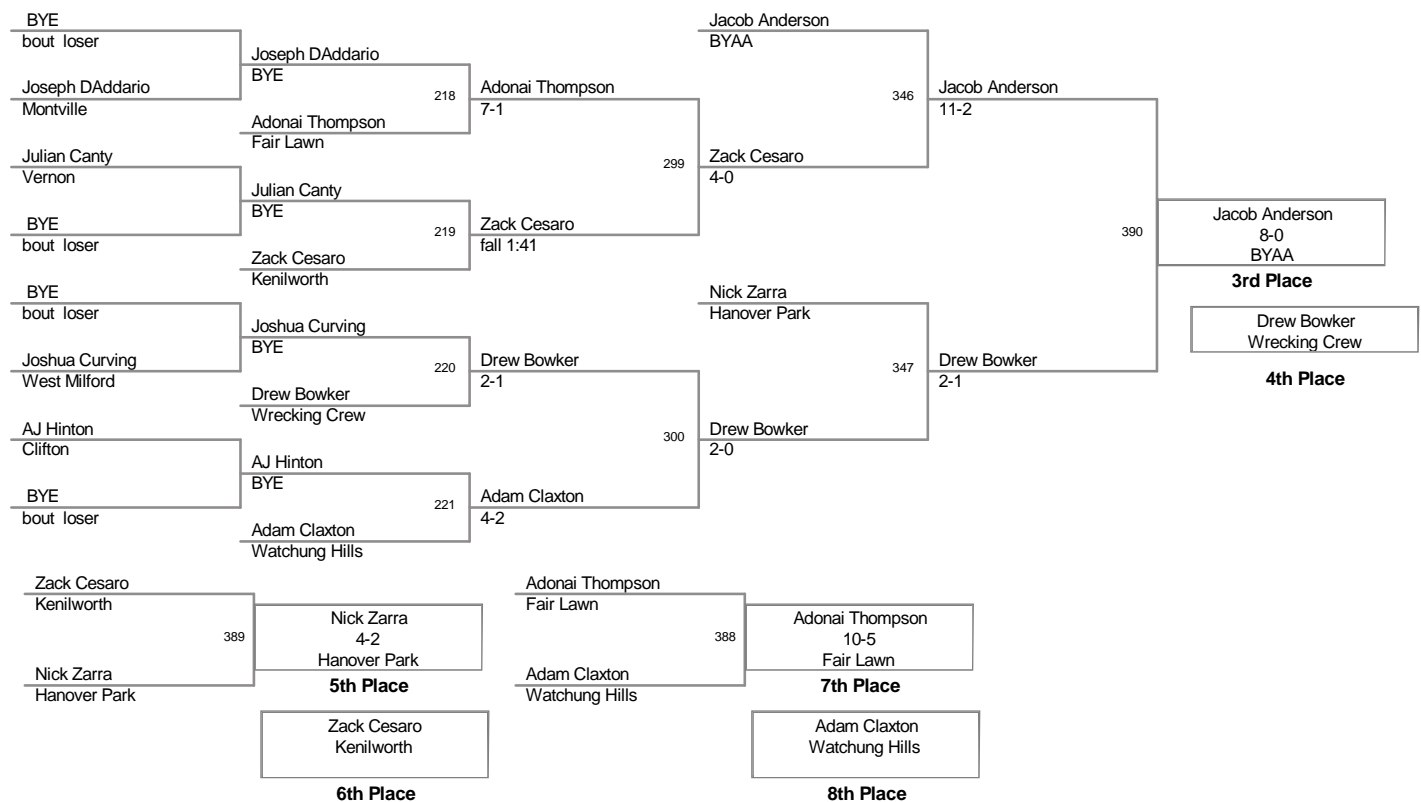 BYE
bout loser
Joseph DAddario
Montville
Julian Canty
Vernon
BYE
bout loser
BYE
bout loser
Joshua Curving
West Milford
AJ Hinton
Clifton
BYE
bout loser
Joseph DAddario
BYE
218
Adonai Thompson
Fair Lawn
Julian Canty
BYE
219
Zack Cesaro
Kenilworth
Joshua Curving
BYE
220
Drew Bowker
Wrecking Crew
AJ Hinton
BYE
221
Adam Claxton
Watchung Hills
Adonai Thompson
7-1
299
Zack Cesaro
fall 1:41
Drew Bowker
2-1
300
Adam Claxton
4-2
Jacob Anderson
BYAA
346
Zack Cesaro
4-0
Nick Zarra
Hanover Park
347
Drew Bowker
2-0
Jacob Anderson
11-2
390
Drew Bowker
2-1
Jacob Anderson
8-0
BYAA
3rd Place
Drew Bowker
Wrecking Crew
4th Place
Zack Cesaro
Kenilworth
389
Nick Zarra
Hanover Park
Nick Zarra
4-2
Hanover Park
5th Place
Zack Cesaro
Kenilworth
6th Place
Adonai Thompson
Fair Lawn
388
Adam Claxton
Watchung Hills
Adonai Thompson
10-5
Fair Lawn
7th Place
Adam Claxton
Watchung Hills
8th Place